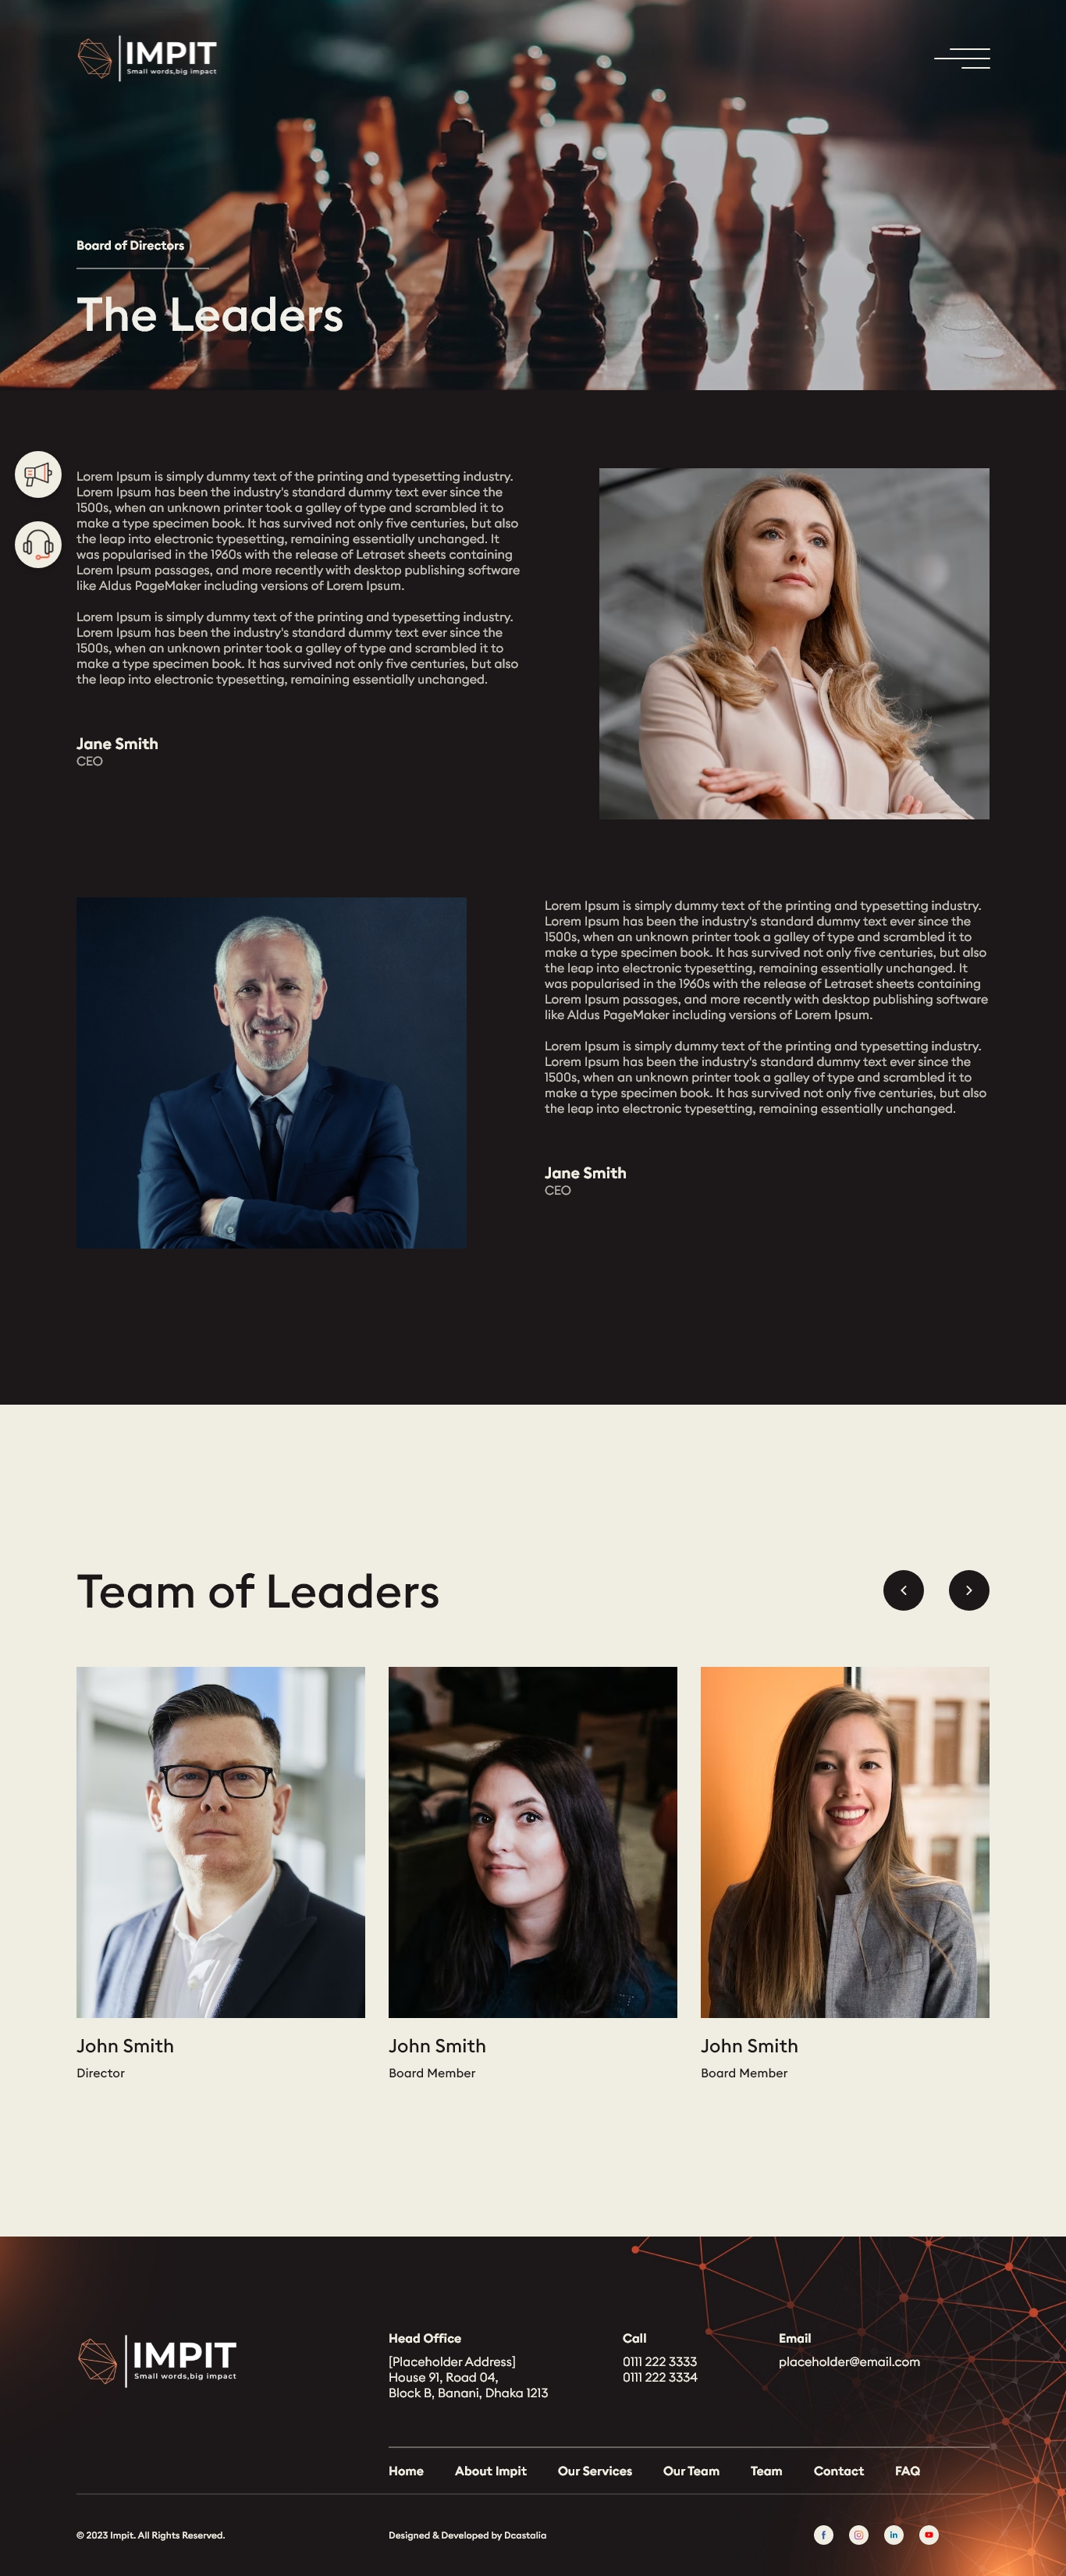 IMPIT
Small words,big impact
Board of Directors
The Leaders
Lorem Ipsum is simply dummy text of the printing and typesetting industry.
Lorem Ipsum has been the industry's standard dummy text ever since the
1500s, when an unknown printer took a galley of type and scrambled it to
make a type specimen book. It has survived not only five centuries, but also
the leap into electronic typesetting, remaining essentially unchanged. It
was popularised in the 1960s with the release of Letraset sheets containing
Lorem Ipsum passages, and more recently with desktop publishing software
like Aldus PageMaker including versions of Lorem Ipsum.
Lorem Ipsum is simply dummy text of the printing and typesetting industry.
Lorem Ipsum has been the industry's standard dummy text ever since the
1500s, when an unknown printer took a galley of type and scrambled it to
make a type specimen book. It has survived not only five centuries, but also
the leap into electronic typesetting, remaining essentially unchanged.
Jane Smith
CEO
Lorem Ipsum is simply dummy text of the printing and typesetting industry.
Lorem Ipsum has been the industry's standard dummy text ever since the
1500s, when an unknown printer took a galley of type and scrambled it to
make a type specimen book. It has survived not only five centuries, but also
the leap into electronic typesetting, remaining essentially unchanged. It
was popularised in the 1960s with the release of Letraset sheets containing
Lorem Ipsum passages, and more recently with desktop publishing software
like Aldus PageMaker including versions of Lorem Ipsum.
Lorem Ipsum is simply dummy text of the printing and typesetting industry.
Lorem Ipsum has been the industry's standard dummy text ever since the
1500s, when an unknown printer took a galley of type and scrambled it to
make a type specimen book. It has survived not only five centuries, but also
the leap into electronic typesetting, remaining essentially unchanged.
Jane Smith
CEO
Team of Leaders
John Smith
Director
John Smith
Board Member
John Smith
Board Member
IMPIT
Small words,big impact
Head Office
[Placeholder Address]
House 91, Road 04,
Block B, Banani, Dhaka 1213
Call
0111 222 3333
0111 222 3334
Email
placeholder@email.com
Home About Impit Our Services Our Team Team Contact FAQ
© 2023 Impit. All Rights Reserved.
Designed & Developed by Dcastalia
f
in